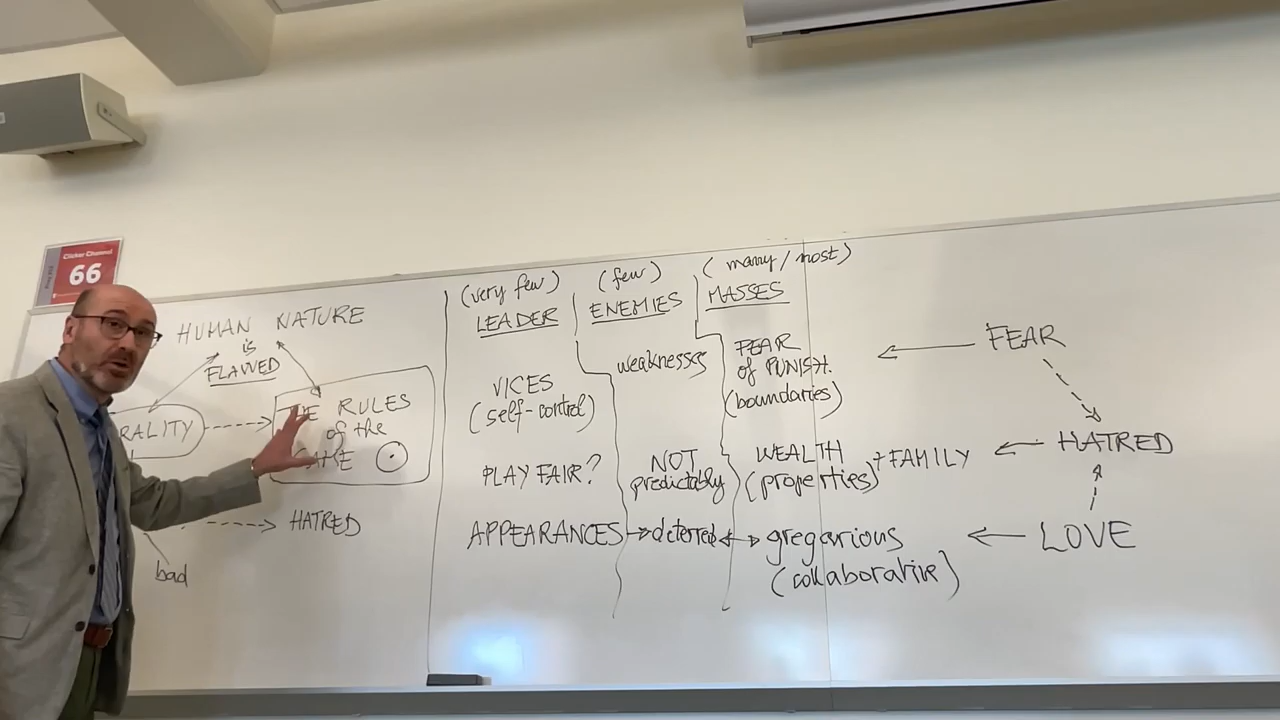 Clicker Channel
66
HUMAN NATURE
is
FLAWED
RALITY
RULES
of the
GAME
HATRED
bad
(very few)
LEADER
VICES
(self-control)
PLAY FAIR?
APPEARANCES
(few)
ENEMIES
weaknesses
NOT
predictably
deterred
(many/most)
MASSES
FEAR
of PUNISH.
(boundaries)
WEALTH
(properties)
+FAMILY
gregarious
(collaborative)
FEAR
HATRED
LOVE